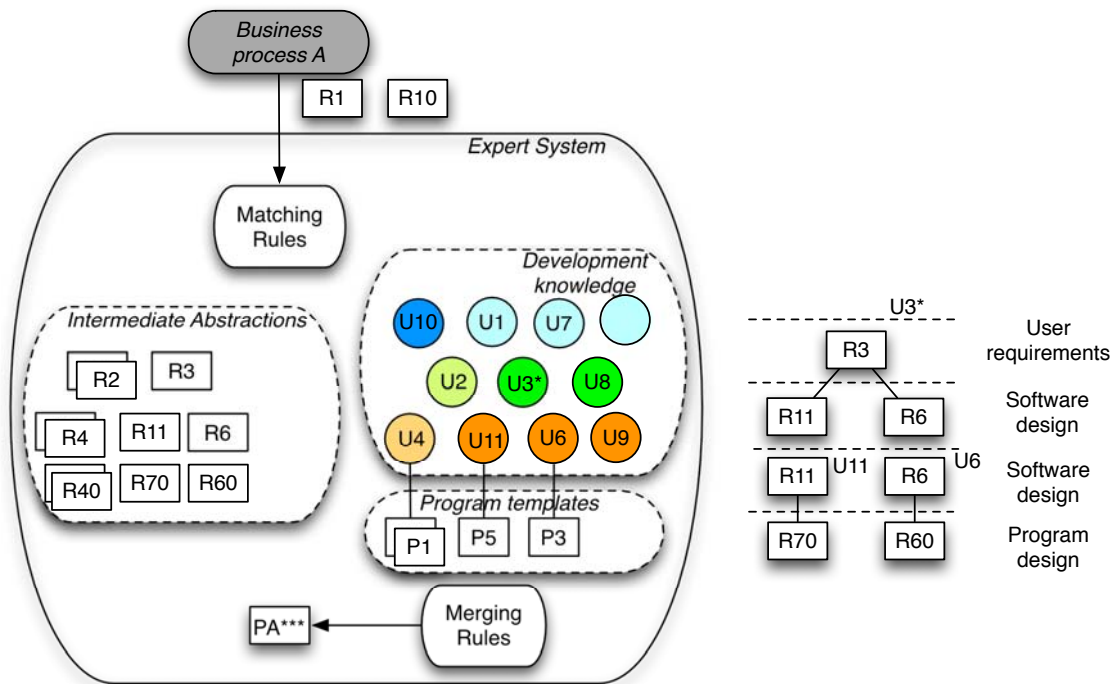 Business
process A
R1
R10
Expert System
Matching
Rules
Development
knowledge
U10
U1
U7
U2
U3*
U8
U4
U11
U6
U9
Intermediate Abstractions
R2
R3
R4
R11
R6
R40
R70
R60
Program templates
P1
P5
P3
Merging
Rules
PA***
U3*
User
requirements
R3
R11
R6
Software
design
R11
U11
R6
U6
Software
design
R70
R60
Program
design